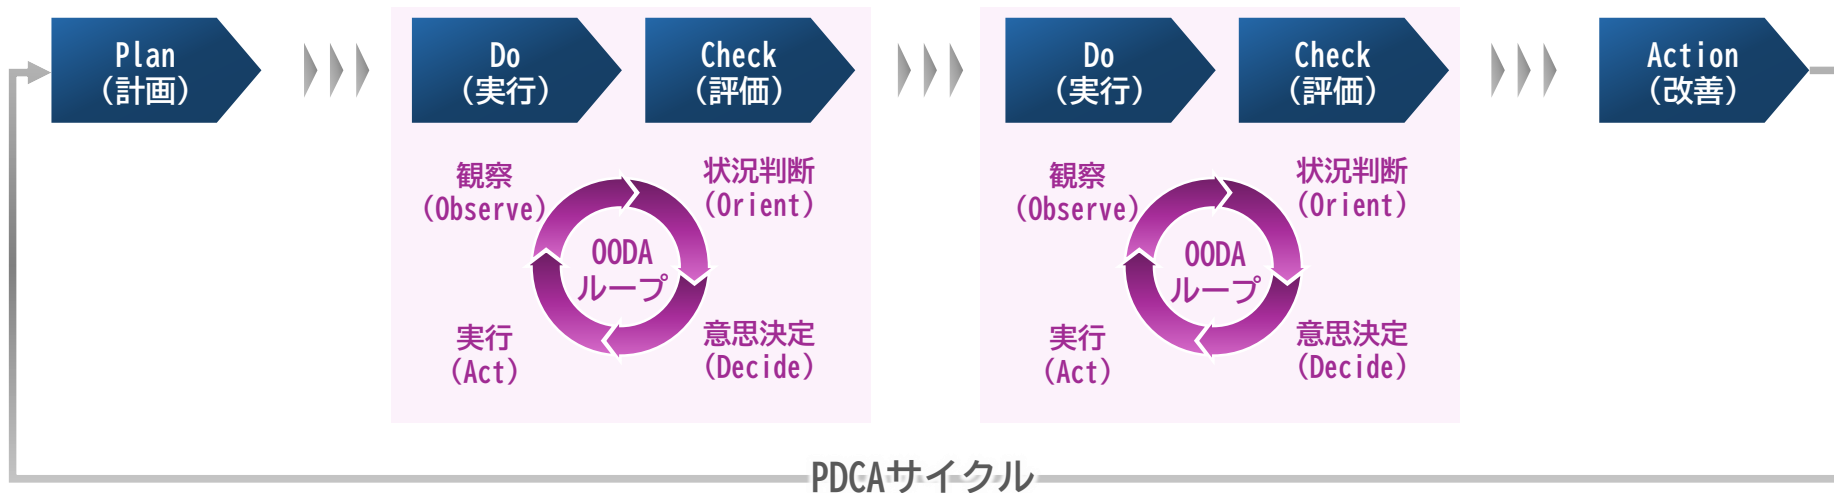 Plan
(計画)
Do
(実行)
Check
(評価)
Do
(実行)
Check
(評価)
Action
(改善)
観察
(Observe)
状況判断
(Orient)
OODA
ループ
実行
(Act)
意思決定
(Decide)
観察
(Observe)
状況判断
(Orient)
OODA
ループ
実行
(Act)
意思決定
(Decide)
PDCAサイクル